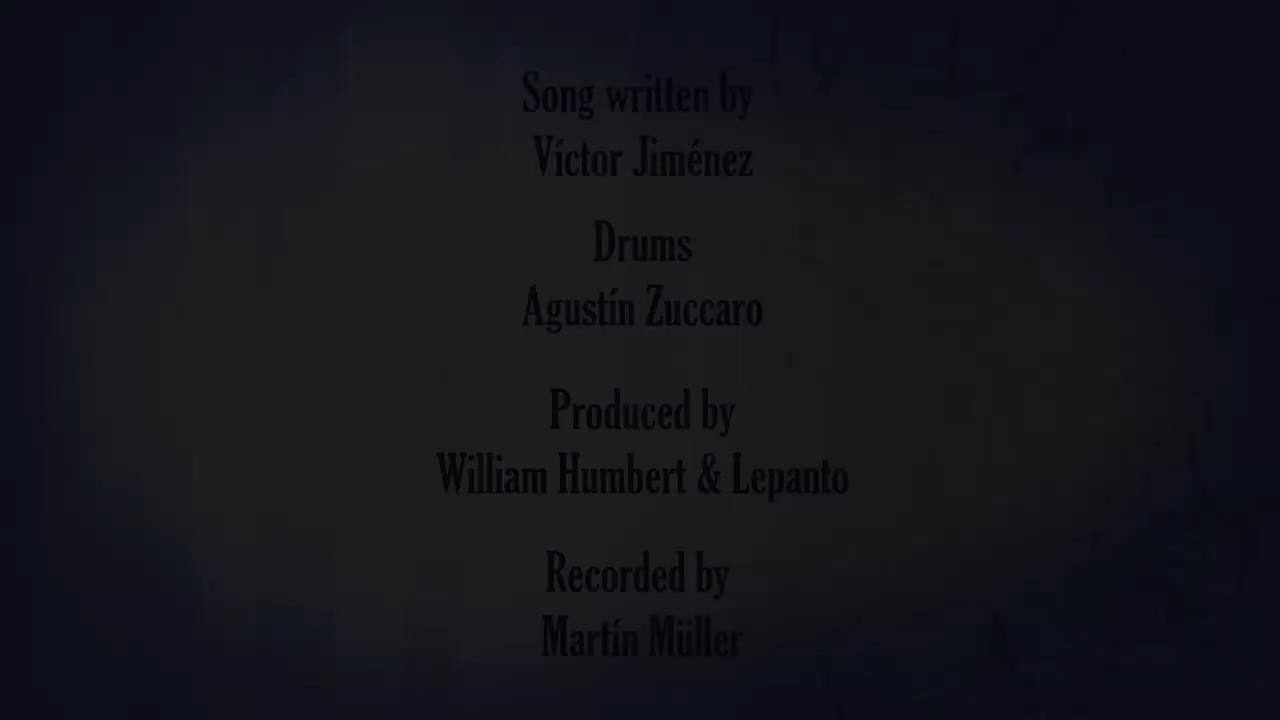 Song written by
Víctor Jiménez
Drums
Agustín Zuccaro
Produced by
William Humbert & Lepanto
Recorded by
Martín Müller